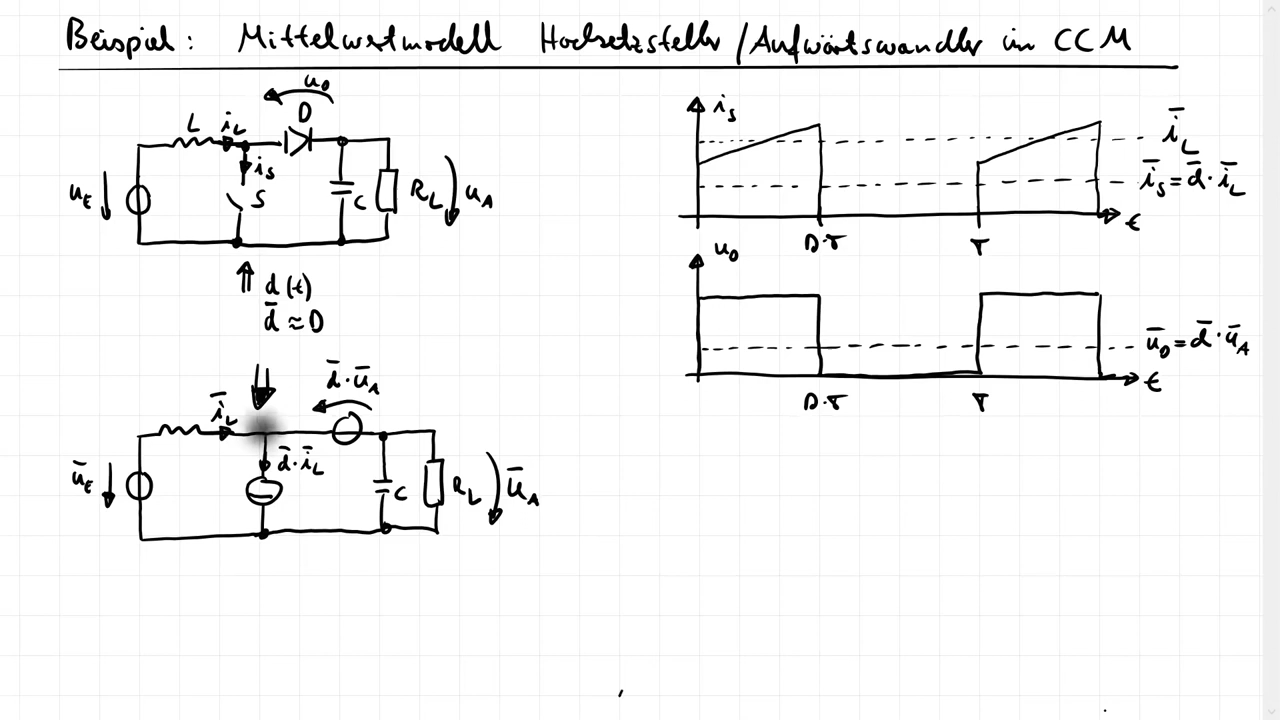 Beispiel: Mittelwertmodell Hochsetzsteller/Aufwärtswandler im CCM
u_D
D
L
i_L
i_S
u_E
S
C
R_L
u_A
d(t)
d̄ ≈ D
i_S
ī_L
ī_S = d̄ · ī_L
D·T
T
t
u_D
ū_D = d̄ · ū_A
t
D·T
T
d̄ · ū_A
ī_L
ū_E
d̄ · ī_L
C
R_L
ū_A